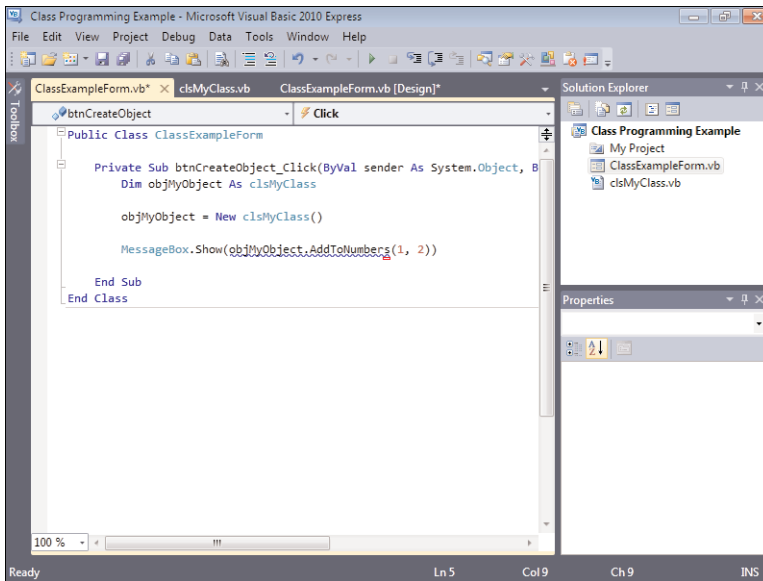 Class Programming Example - Microsoft Visual Basic 2010 Express
File Edit View Project Debug Data Tools Window Help
ClassExampleForm.vb* clsMyClass.vb ClassExampleForm.vb [Design]*
Toolbox
btnCreateObject Click
Public Class ClassExampleForm
Private Sub btnCreateObject_Click(ByVal sender As System.Object, B
Dim objMyObject As clsMyClass
objMyObject = New clsMyClass()
MessageBox.Show(objMyObject.AddToNumbers(1, 2))
End Sub
End Class
100 %
Solution Explorer
Class Programming Example
My Project
ClassExampleForm.vb
clsMyClass.vb
Properties
Ready Ln 5 Col 9 Ch 9 INS